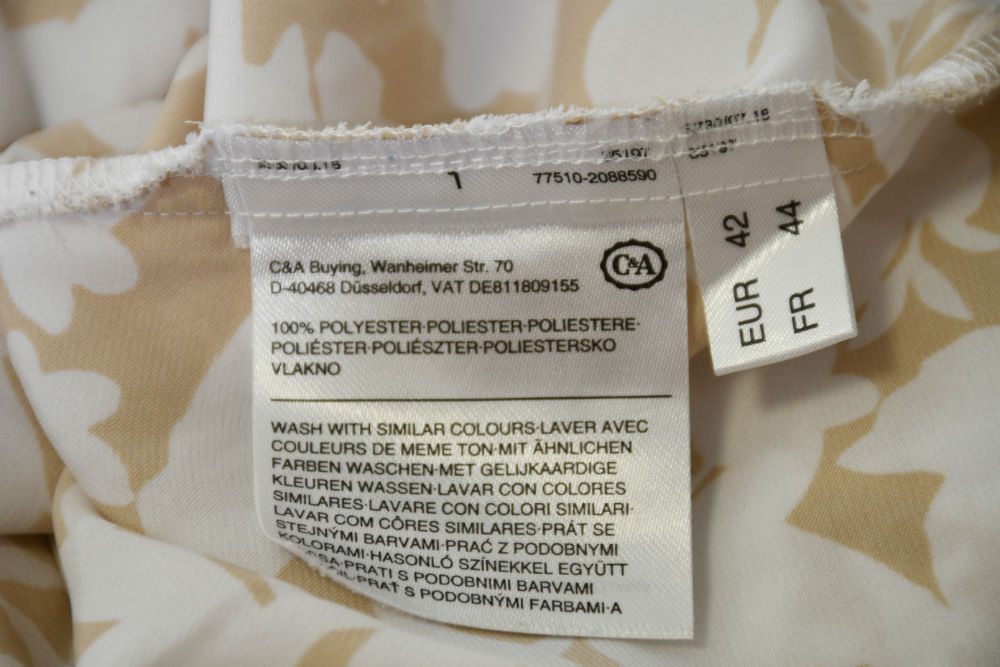 1
77510-2088590
C&A Buying, Wanheimer Str. 70
D-40468 Düsseldorf, VAT DE811809155
C&A
100% POLYESTER·POLIESTER·POLIESTERE·
POLIÉSTER·POLIÉSZTER·POLIESTERSKO
VLAKNO
WASH WITH SIMILAR COLOURS·LAVER AVEC
COULEURS DE MEME TON·MIT ÄHNLICHEN
FARBEN WASCHEN·MET GELIJKAARDIGE
KLEUREN WASSEN·LAVAR CON COLORES
SIMILARES·LAVARE CON COLORI SIMILARI·
LAVAR COM CÔRES SIMILARES·PRÁT SE
STEJNÝMI BARVAMI·PRAĆ Z PODOBNYMI
KOLORAMI·HASONLÓ SZÍNEKKEL EGYÜTT
PRATI S PODOBNIMI BARVAMI
PRAŤ S PODOBNÝMI FARBAMI·A
EUR 42
FR 44